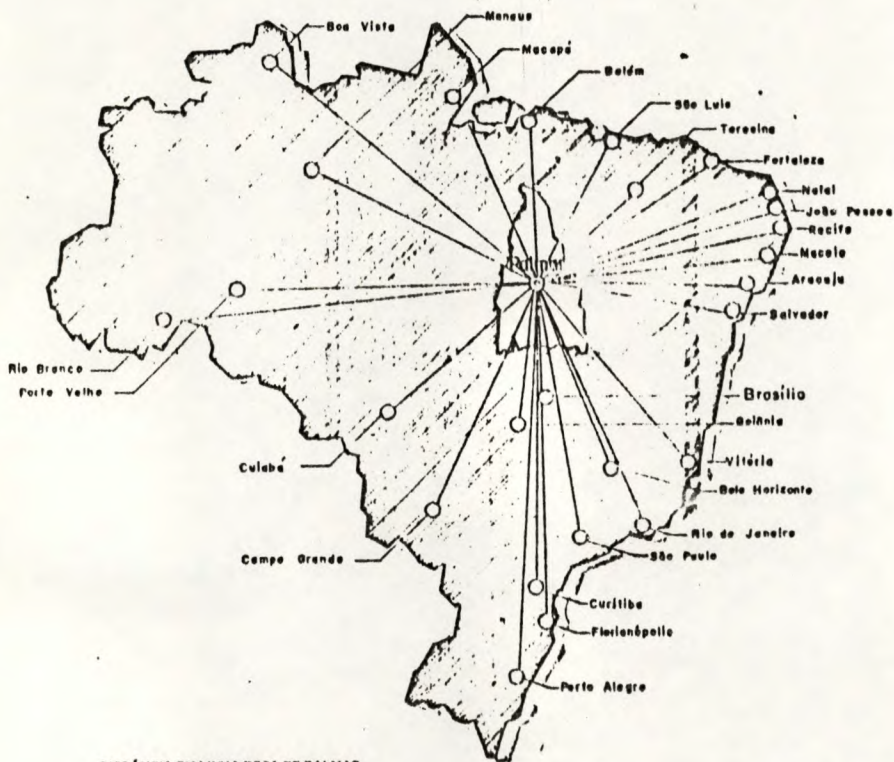 Boa Vista
Manaus
Macapá
Belém
São Luis
Teresina
Fortaleza
Natal
João Pessoa
Recife
Maceio
Aracaju
Salvador
Rio Branco
Porto Velho
Brasília
Goiânia
Cuiabá
Vitória
Belo Horizonte
Rio de Janeiro
São Paulo
Campo Grande
Curitiba
Florianópolis
Porto Alegre